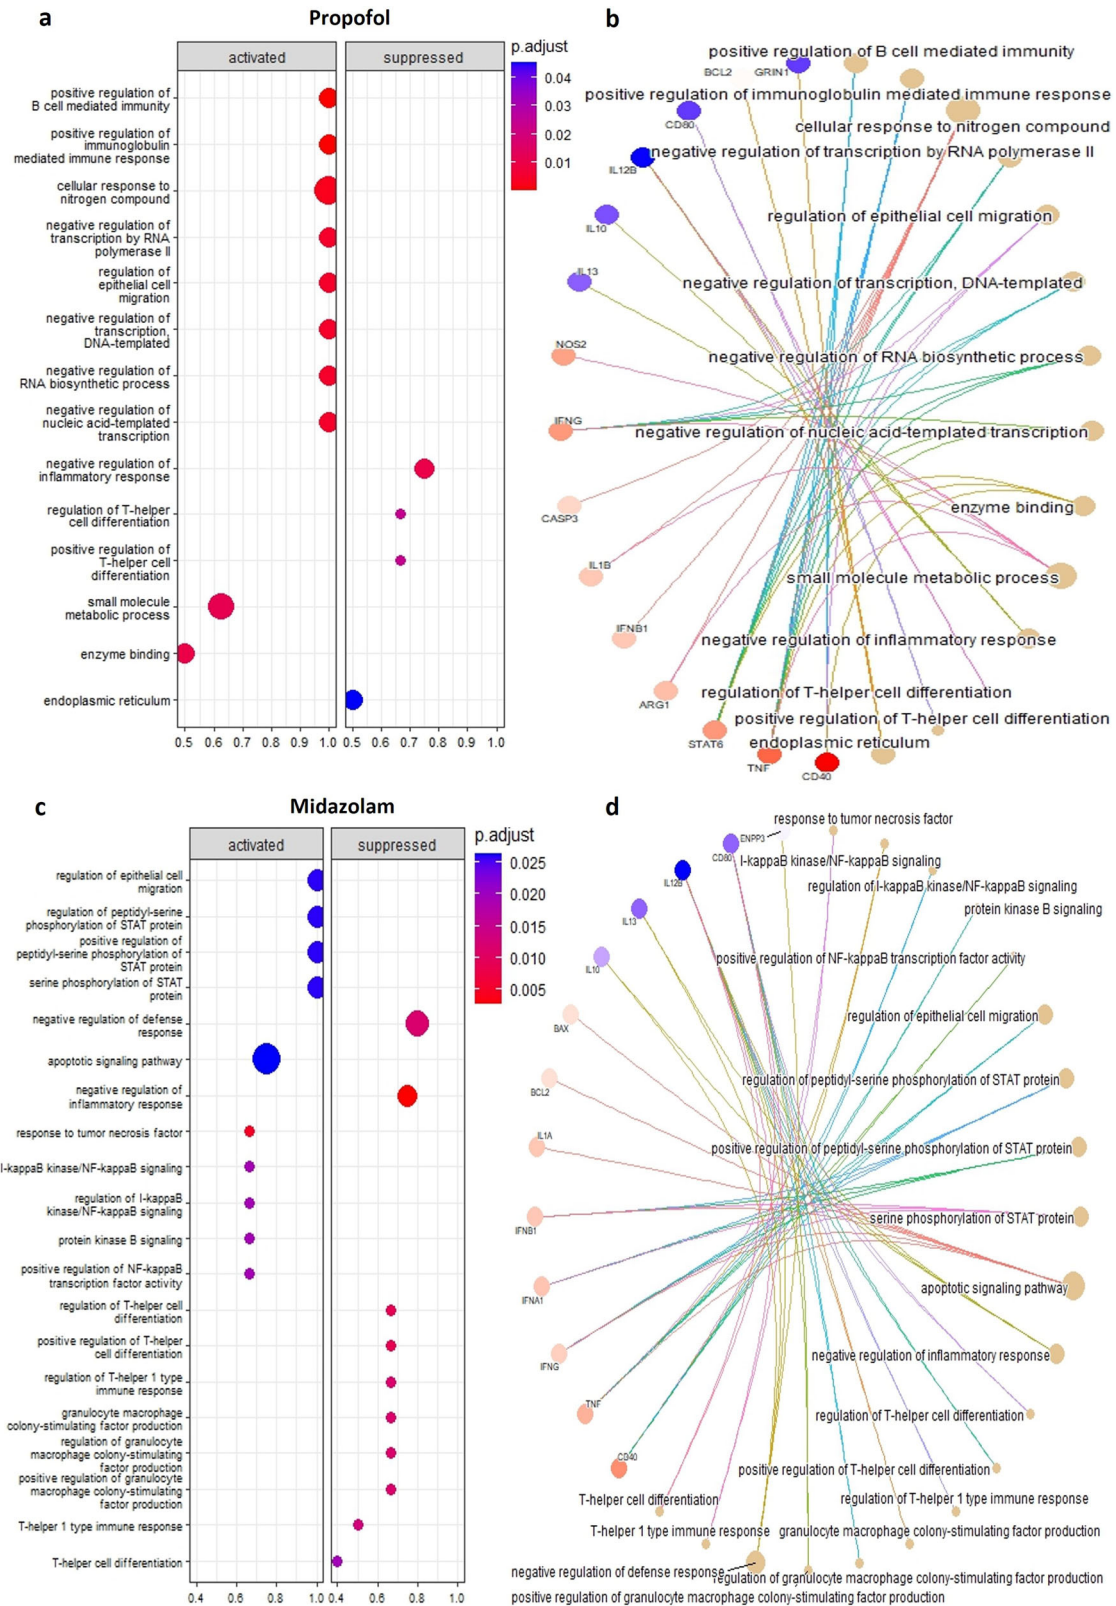 a
Propofol
activated
suppressed
positive regulation of
B cell mediated immunity
positive regulation of
immunoglobulin
mediated immune response
cellular response to
nitrogen compound
negative regulation of
transcription by RNA
polymerase II
regulation of
epithelial cell
migration
negative regulation of
transcription,
DNA-templated
negative regulation of
RNA biosynthetic process
negative regulation of
nucleic acid-templated
transcription
negative regulation of
inflammatory response
regulation of T-helper
cell differentiation
positive regulation of
T-helper cell
differentiation
small molecule
metabolic process
enzyme binding
endoplasmic reticulum
0.5 0.6 0.7 0.8 0.9 1.0
0.5 0.6 0.7 0.8 0.9 1.0
p.adjust
0.04
0.03
0.02
0.01
b
positive regulation of B cell mediated immunity
BCL2
GRIN1
positive regulation of immunoglobulin mediated immune response
CD80
cellular response to nitrogen compound
negative regulation of transcription by RNA polymerase II
IL12B
IL10
regulation of epithelial cell migration
IL13
negative regulation of transcription, DNA-templated
NOS2
negative regulation of RNA biosynthetic process
IFNG
negative regulation of nucleic acid-templated transcription
CASP3
enzyme binding
IL1B
small molecule metabolic process
IFNB1
negative regulation of inflammatory response
ARG1
regulation of T-helper cell differentiation
positive regulation of T-helper cell differentiation
STAT6
endoplasmic reticulum
TNF
CD40
c
Midazolam
activated
suppressed
regulation of epithelial cell
migration
regulation of peptidyl-serine
phosphorylation of STAT protein
positive regulation of
peptidyl-serine phosphorylation of
STAT protein
serine phosphorylation of STAT
protein
negative regulation of defense
response
apoptotic signaling pathway
negative regulation of
inflammatory response
response to tumor necrosis factor
I-kappaB kinase/NF-kappaB signaling
regulation of I-kappaB
kinase/NF-kappaB signaling
protein kinase B signaling
positive regulation of NF-kappaB
transcription factor activity
regulation of T-helper cell
differentiation
positive regulation of T-helper
cell differentiation
regulation of T-helper 1 type
immune response
granulocyte macrophage
colony-stimulating factor production
regulation of granulocyte
macrophage colony-stimulating
factor production
positive regulation of granulocyte
macrophage colony-stimulating
factor production
T-helper 1 type immune response
T-helper cell differentiation
0.4 0.6 0.8 1.0
0.4 0.6 0.8 1.0
p.adjust
0.025
0.020
0.015
0.010
0.005
d
response to tumor necrosis factor
ENPP3
CD80
I-kappaB kinase/NF-kappaB signaling
IL12B
regulation of I-kappaB kinase/NF-kappaB signaling
IL13
protein kinase B signaling
IL10
positive regulation of NF-kappaB transcription factor activity
BAX
regulation of epithelial cell migration
BCL2
regulation of peptidyl-serine phosphorylation of STAT protein
IL1A
positive regulation of peptidyl-serine phosphorylation of STAT protein
IFNB1
serine phosphorylation of STAT protein
IFNA1
apoptotic signaling pathway
IFNG
negative regulation of inflammatory response
TNF
regulation of T-helper cell differentiation
CD40
positive regulation of T-helper cell differentiation
T-helper cell differentiation
regulation of T-helper 1 type immune response
T-helper 1 type immune response
granulocyte macrophage colony-stimulating factor production
negative regulation of defense response
regulation of granulocyte macrophage colony-stimulating factor production
positive regulation of granulocyte macrophage colony-stimulating factor production